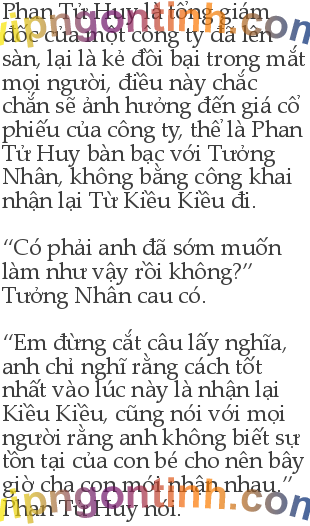 Phan Tử Huy là tổng giám
đốc của một công ty đã lên
sàn, lại là kẻ đồi bại trong mắt
mọi người, điều này chắc
chắn sẽ ảnh hưởng đến giá cổ
phiếu của công ty, thế là Phan
Tử Huy bàn bạc với Tưởng
Nhân, không bằng công khai
nhận lại Từ Kiều Kiều đi.
“Có phải anh đã sớm muốn
làm như vậy rồi không?”
Tưởng Nhân cau có.
“Em đừng cắt câu lấy nghĩa,
anh chỉ nghĩ rằng cách tốt
nhất vào lúc này là nhận lại
Kiều Kiều, cũng nói với mọi
người rằng anh không biết sự
tồn tại của con bé cho nên bây
giờ cha con mới nhận nhau.”
Phan Tử Huy nói.
vipngontinh.com
vipngontinh.com